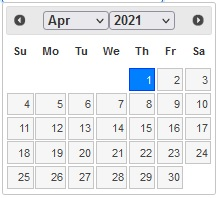 Apr 2021
Su Mo Tu We Th Fr Sa
1 2 3
4 5 6 7 8 9 10
11 12 13 14 15 16 17
18 19 20 21 22 23 24
25 26 27 28 29 30